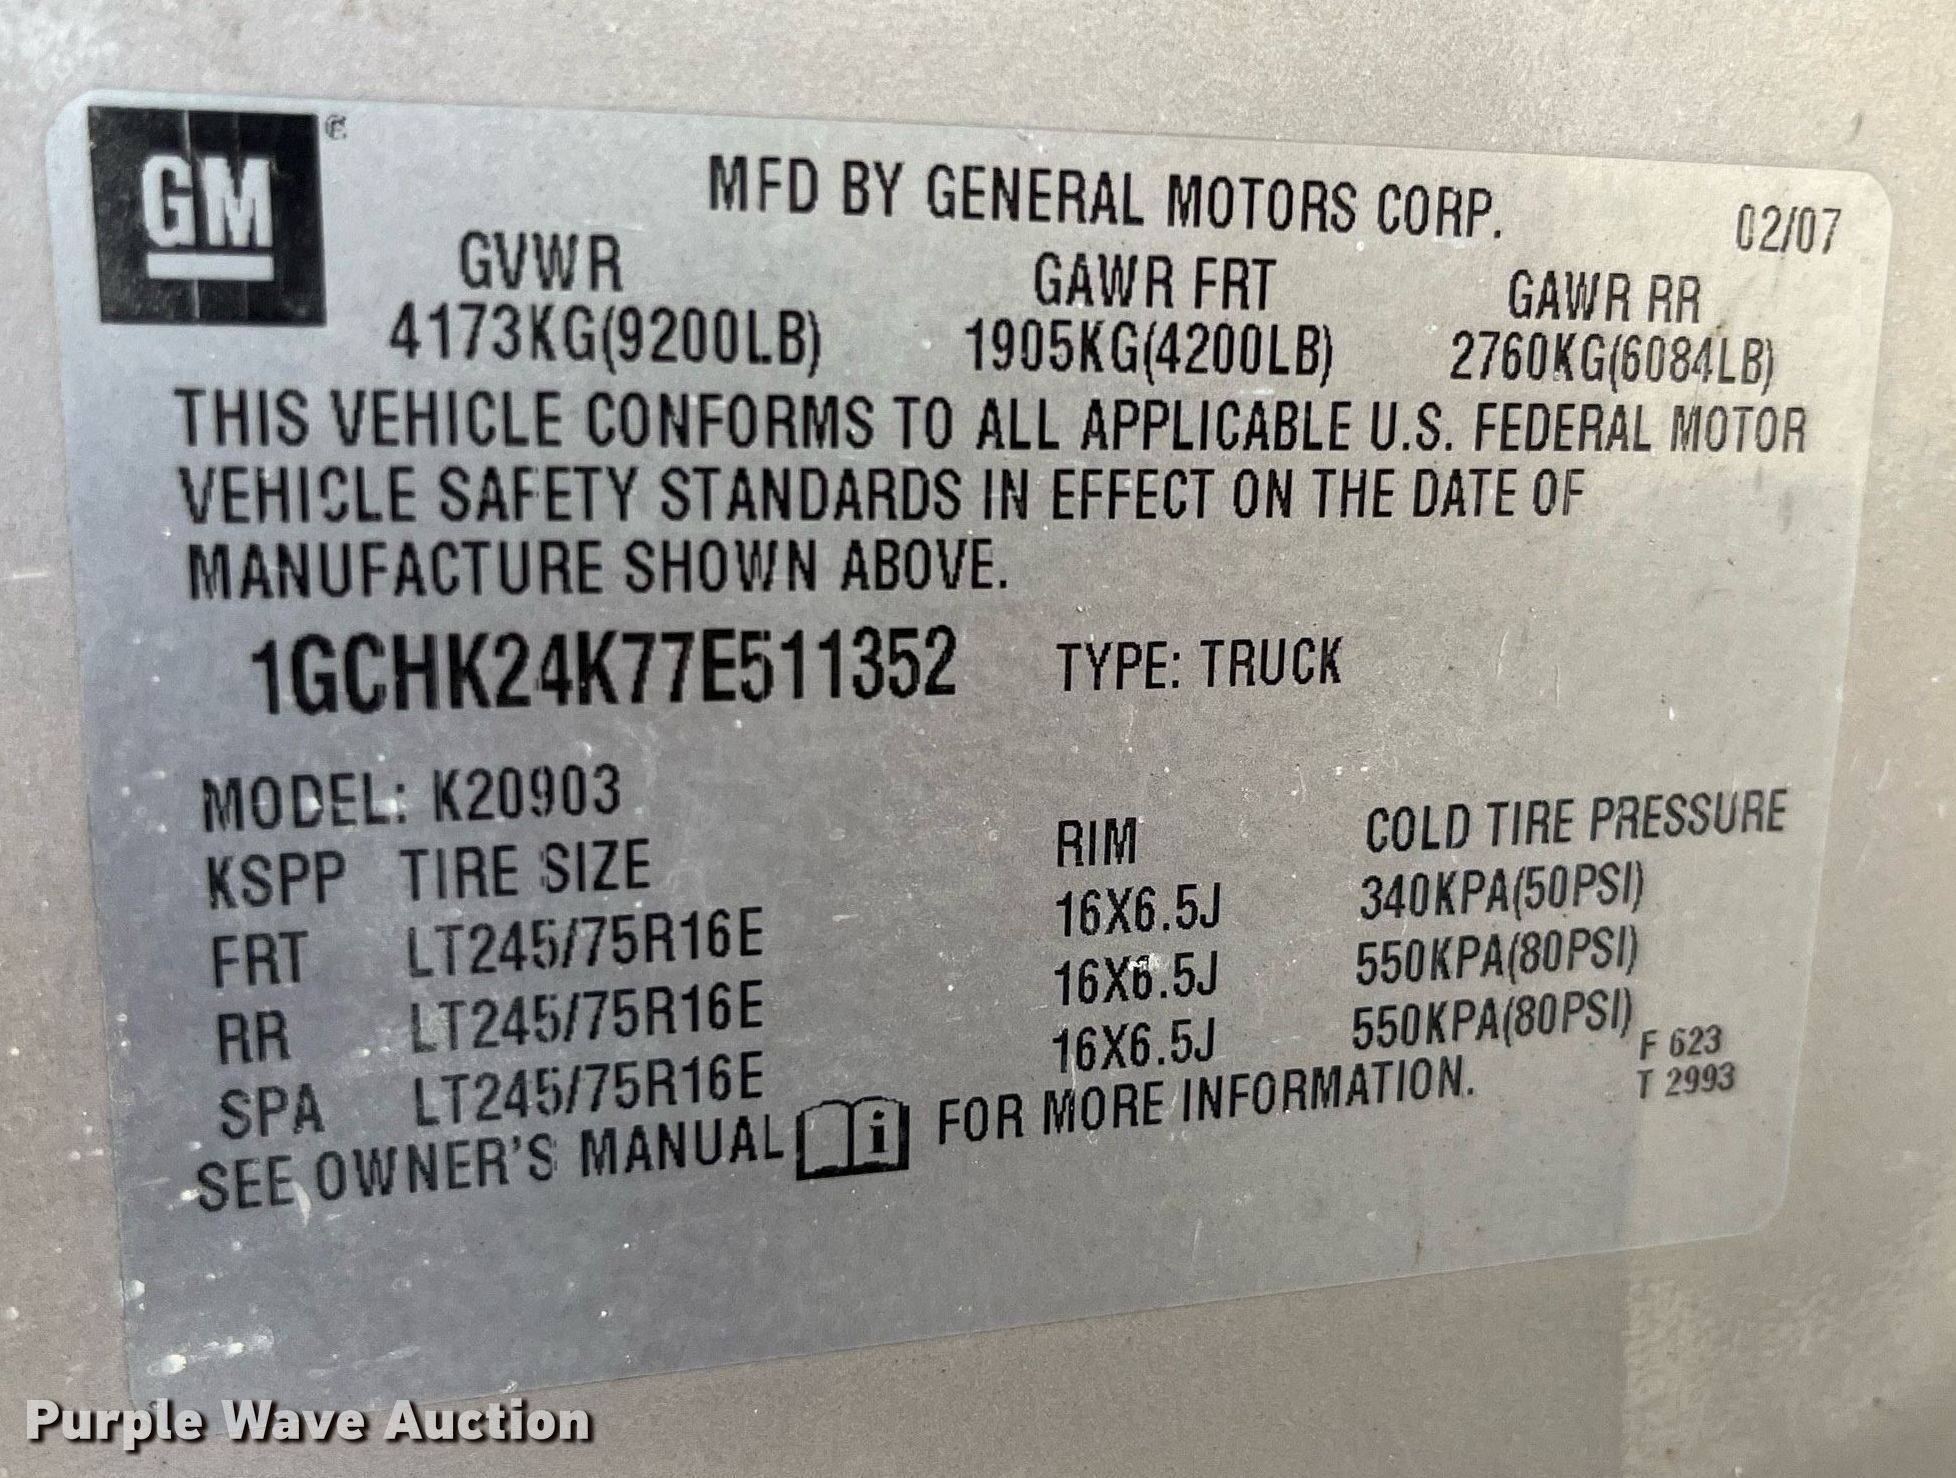 GM
MFD BY GENERAL MOTORS CORP.
02/07
GVWR GAWR FRT GAWR RR
4173KG(9200LB) 1905KG(4200LB) 2760KG(6084LB)
THIS VEHICLE CONFORMS TO ALL APPLICABLE U.S. FEDERAL MOTOR
VEHICLE SAFETY STANDARDS IN EFFECT ON THE DATE OF
MANUFACTURE SHOWN ABOVE.
1GCHK24K77E511352 TYPE: TRUCK
MODEL: K20903
KSPP TIRE SIZE RIM COLD TIRE PRESSURE
FRT LT245/75R16E 16X6.5J 340KPA(50PSI)
RR LT245/75R16E 16X6.5J 550KPA(80PSI)
SPA LT245/75R16E 16X6.5J 550KPA(80PSI)
SEE OWNER'S MANUAL i FOR MORE INFORMATION.
F 623
T 2993
Purple Wave Auction